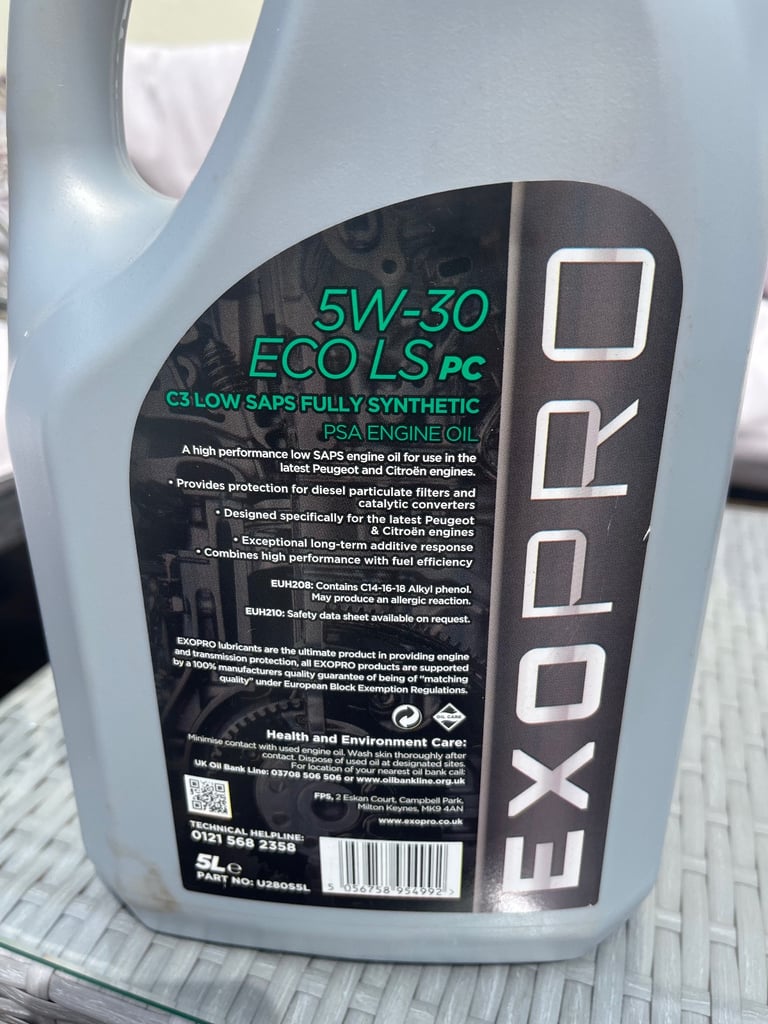 5W-30
ECO LS PC
C3 LOW SAPS FULLY SYNTHETIC
PSA ENGINE OIL
A high performance low SAPS engine oil for use in the
latest Peugeot and Citroën engines.
• Provides protection for diesel particulate filters and
catalytic converters
• Designed specifically for the latest Peugeot
& Citroën engines
• Exceptional long-term additive response
• Combines high performance with fuel efficiency
EUH208: Contains C14-16-18 Alkyl phenol.
May produce an allergic reaction.
EUH210: Safety data sheet available on request.
EXOPRO lubricants are the ultimate product in providing engine
and transmission protection, all EXOPRO products are supported
by a 100% manufacturers quality guarantee of being of "matching
quality" under European Block Exemption Regulations.
OIL CARE
Health and Environment Care:
Minimise contact with used engine oil. Wash skin thoroughly after
contact. Dispose of used oil at designated sites.
For location of your nearest oil bank call:
UK Oil Bank Line: 03708 506 506 or www.oilbankline.org.uk
FPS, 2 Eskan Court, Campbell Park,
Milton Keynes, MK9 4AN
www.exopro.co.uk
TECHNICAL HELPLINE:
0121 568 2358
5L e
PART NO: U280S5L
5 056758 954992 >
EXOPRO